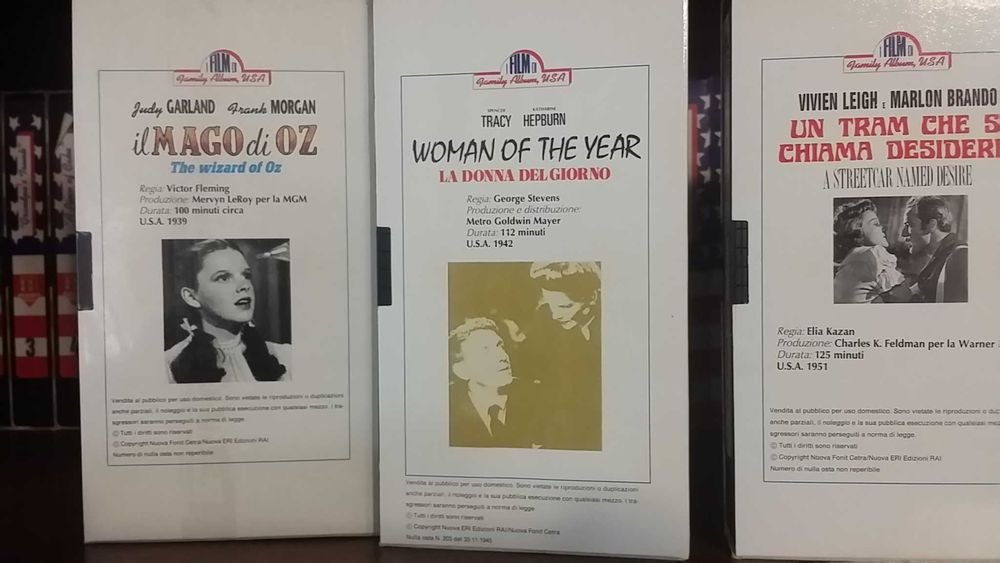 I FILM DI
Family Album, USA
Judy GARLAND Frank MORGAN
il MAGO di OZ
The wizard of Oz
Regia: Victor Fleming
Produzione: Mervyn LeRoy per la MGM
Durata: 100 minuti circa
U.S.A. 1939
Vendita al pubblico per uso domestico. Sono vietate le riproduzioni o duplicazioni
anche parziali, il noleggio e la sua pubblica esecuzione con qualsiasi mezzo. I tra-
sgressori saranno perseguiti a norma di legge
© Tutti i diritti sono riservati
© Copyright Nuova Fonit Cetra/Nuova ERI Edizioni RAI
Numero di nulla osta non reperibile
I FILM DI
Family Album, USA
SPENCER KATHARINE
TRACY HEPBURN
WOMAN OF THE YEAR
LA DONNA DEL GIORNO
Regia: George Stevens
Produzione e distribuzione:
Metro Goldwin Mayer
Durata: 112 minuti
U.S.A. 1942
Vendita al pubblico per uso domestico. Sono vietate le riproduzioni o duplicazioni
anche parziali, il noleggio e la sua pubblica esecuzione con qualsiasi mezzo. I tra-
sgressori saranno perseguiti a norma di legge
© Tutti i diritti sono riservati
© Copyright Nuova ERI Edizioni RAI/Nuova Fonit Cetra
Nulla osta N. 203 del 23.11.1945
I FILM DI
Family Album, USA
VIVIEN LEIGH E MARLON BRANDO
UN TRAM CHE S
CHIAMA DESIDER
A STREETCAR NAMED DESIRE
Regia: Elia Kazan
Produzione: Charles K. Feldman per la Warner
Durata: 125 minuti
U.S.A. 1951
Vendita al pubblico per uso domestico. Sono vietate le riproduzioni o du
anche parziali, il noleggio e la sua pubblica esecuzione con qualsiasi mez
sgressori saranno perseguiti a norma di legge.
© Tutti i diritti sono riservati
© Copyright Nuova Fonit Cetra/Nuova ERI Edizioni RAI
Numero di nulla osta non reperibile
3
4